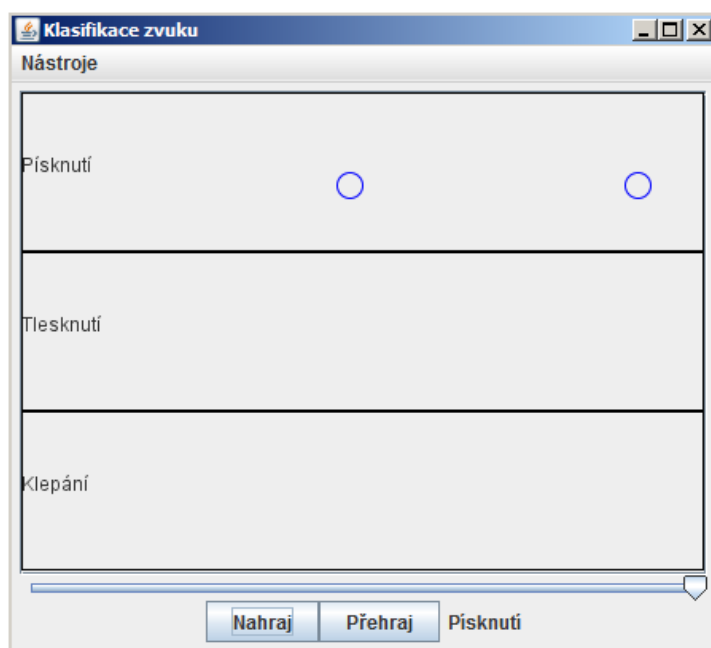 Klasifikace zvuku
Nástroje
Písknutí
Tlesknutí
Klepání
Nahraj Přehraj Písknutí